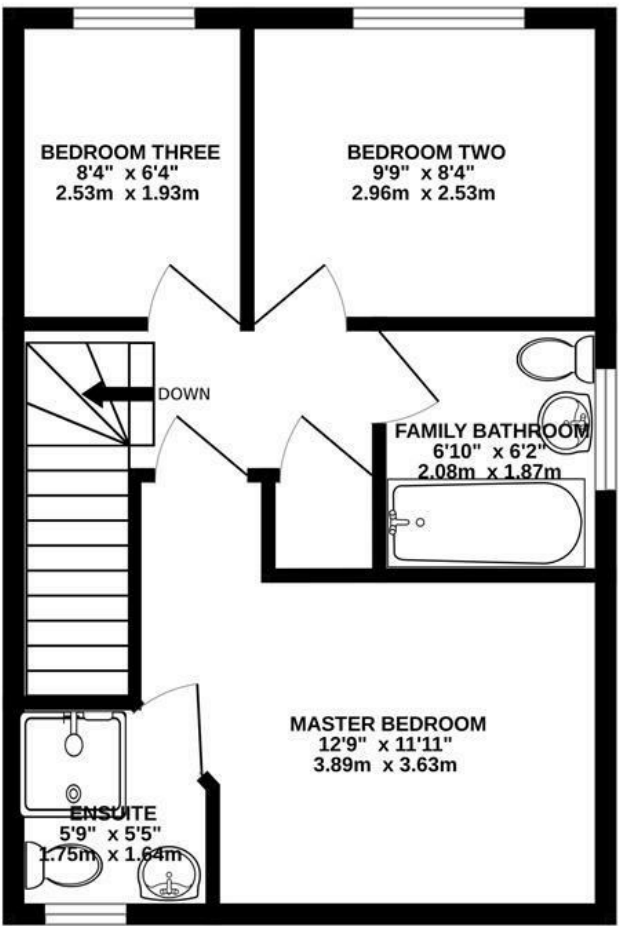 BEDROOM THREE
8'4" x 6'4"
2.53m x 1.93m
BEDROOM TWO
9'9" x 8'4"
2.96m x 2.53m
DOWN
FAMILY BATHROOM
6'10" x 6'2"
2.08m x 1.87m
MASTER BEDROOM
12'9" x 11'11"
3.89m x 3.63m
ENSUITE
5'9" x 5'5"
1.75m x 1.64m